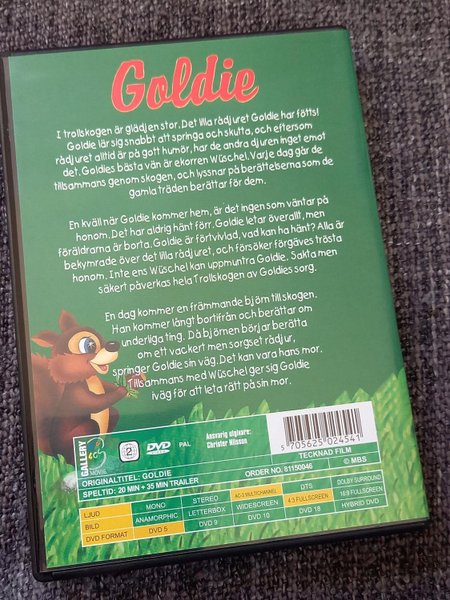 Goldie
I trollskogen är glädjen stor. Det lilla rådjuret Goldie har fötts!
Goldie lär sig snabbt att springa och skutta, och eftersom
rådjuret alltid är på gott humör, har de andra djuren inget emot
det. Goldies bästa vän är ekorren Wüschel. Varje dag går de
tillsammans genom skogen, och lyssnar på berättelserna som de
gamla träden berättar för dem.
En kväll när Goldie kommer hem, är det ingen som väntar på
honom. Det har aldrig hänt förr. Goldie letar överallt, men
föräldrarna är borta. Goldie är förtvivlad, vad kan ha hänt? Alla är
bekymrade över det lilla rådjuret, och försöker förgäves trösta
honom. Inte ens Wüschel kan uppmuntra Goldie. Sakta men
säkert påverkas hela Trollskogen av Goldies sorg.
En dag kommer en främmande björn till skogen.
Han kommer långt bortifrån och berättar om
underliga ting. Då björnen börjar berätta
om ett vackert men sorgset rådjur,
springer Goldie sin väg. Det kan vara hans mor.
Tillsammans med Wüschel ger sig Goldie
iväg för att leta rätt på sin mor.
GALLERY
MOVIE
2
DVD
PAL
Ansvarig utgivare:
Christer Nilsson
5 705625 024541
TECKNAD FILM
ORIGINALTITEL: GOLDIE
ORDER NO. 81150046
© MBS
SPELTID: 20 MIN + 35 MIN TRAILER
LJUD MONO STEREO AC-3 MULTICHANNEL DTS DOLBY SURROUND
BILD ANAMORPHIC LETTERBOX WIDESCREEN 4:3 FULLSCREEN 16:9 FULLSCREEN
DVD FORMAT DVD 5 DVD 9 DVD 10 DVD 18 HYBRID DVD